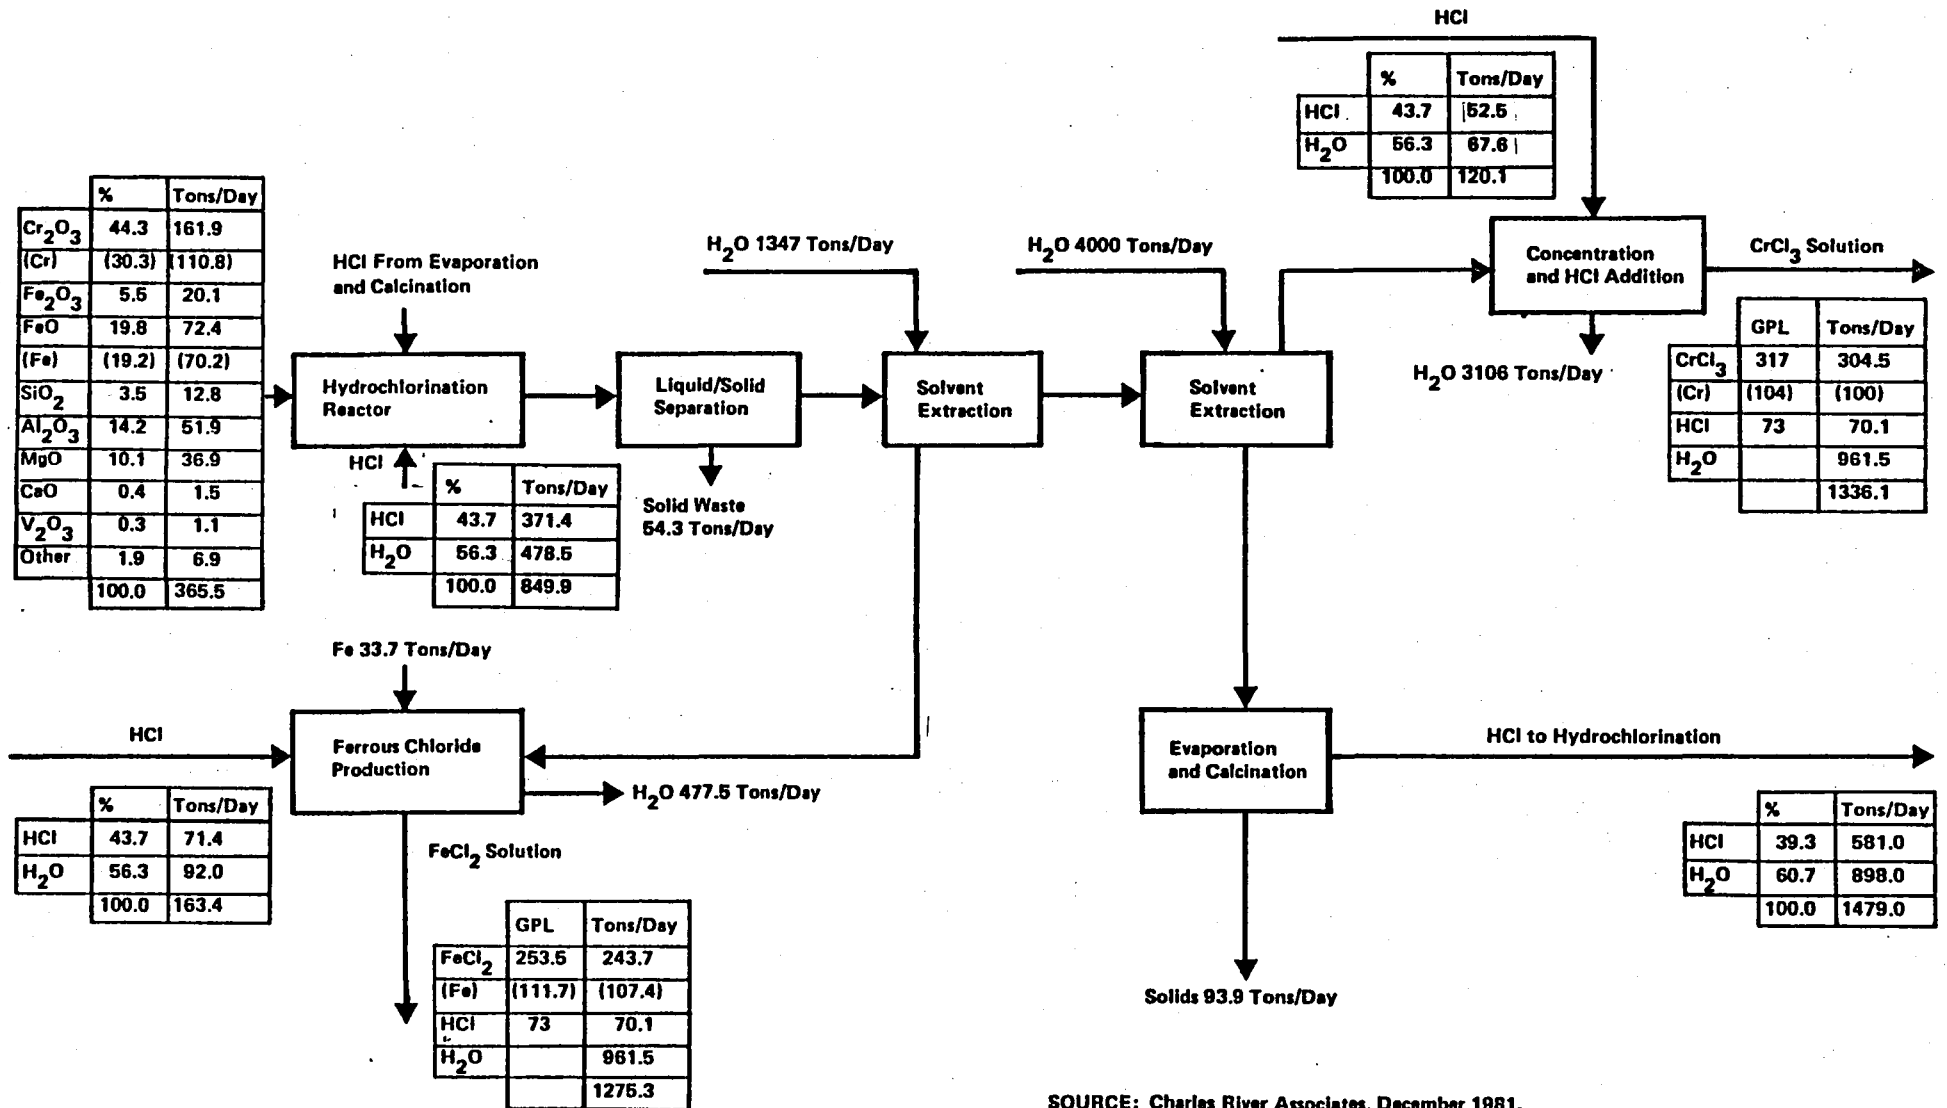 HCl
% Tons/Day
HCl 43.7 52.5
H2O 56.3 67.6
100.0 120.1
% Tons/Day
Cr2O3 44.3 161.9
(Cr) (30.3) (110.8)
Fe2O3 5.5 20.1
FeO 19.8 72.4
(Fe) (19.2) (70.2)
SiO2 3.5 12.8
Al2O3 14.2 51.9
MgO 10.1 36.9
CaO 0.4 1.5
V2O3 0.3 1.1
Other 1.9 6.9
100.0 365.5
HCl From Evaporation
and Calcination
H2O 1347 Tons/Day
H2O 4000 Tons/Day
Concentration
and HCl Addition
CrCl3 Solution
Hydrochlorination
Reactor
Liquid/Solid
Separation
Solvent
Extraction
Solvent
Extraction
H2O 3106 Tons/Day
GPL Tons/Day
CrCl3 317 304.5
(Cr) (104) (100)
HCl 73 70.1
H2O 961.5
1336.1
HCl
% Tons/Day
HCl 43.7 371.4
H2O 56.3 478.5
100.0 849.9
Solid Waste
54.3 Tons/Day
Fe 33.7 Tons/Day
HCl
Ferrous Chloride
Production
H2O 477.5 Tons/Day
Evaporation
and Calcination
HCl to Hydrochlorination
% Tons/Day
HCl 43.7 71.4
H2O 56.3 92.0
100.0 163.4
% Tons/Day
HCl 39.3 581.0
H2O 60.7 898.0
100.0 1479.0
FeCl2 Solution
GPL Tons/Day
FeCl2 253.5 243.7
(Fe) (111.7) (107.4)
HCl 73 70.1
H2O 961.5
1275.3
Solids 93.9 Tons/Day
SOURCE: Charles River Associates, December 1981.